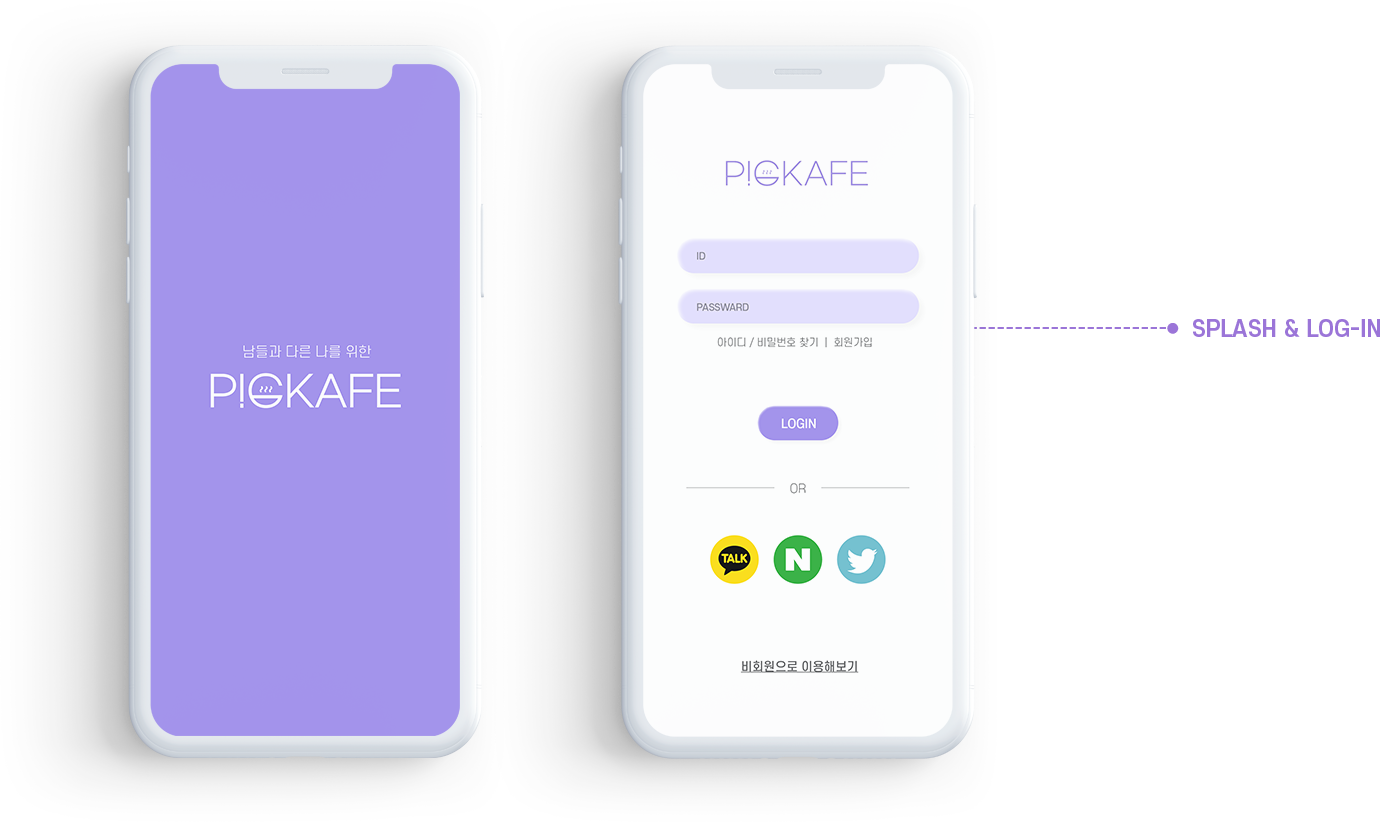 남들과 다른 나를 위한
P!CKAFE
P!CKAFE
ID
PASSWARD
아이디 / 비밀번호 찾기 | 회원가입
LOGIN
OR
TALK
N
비회원으로 이용해보기
SPLASH & LOG-IN